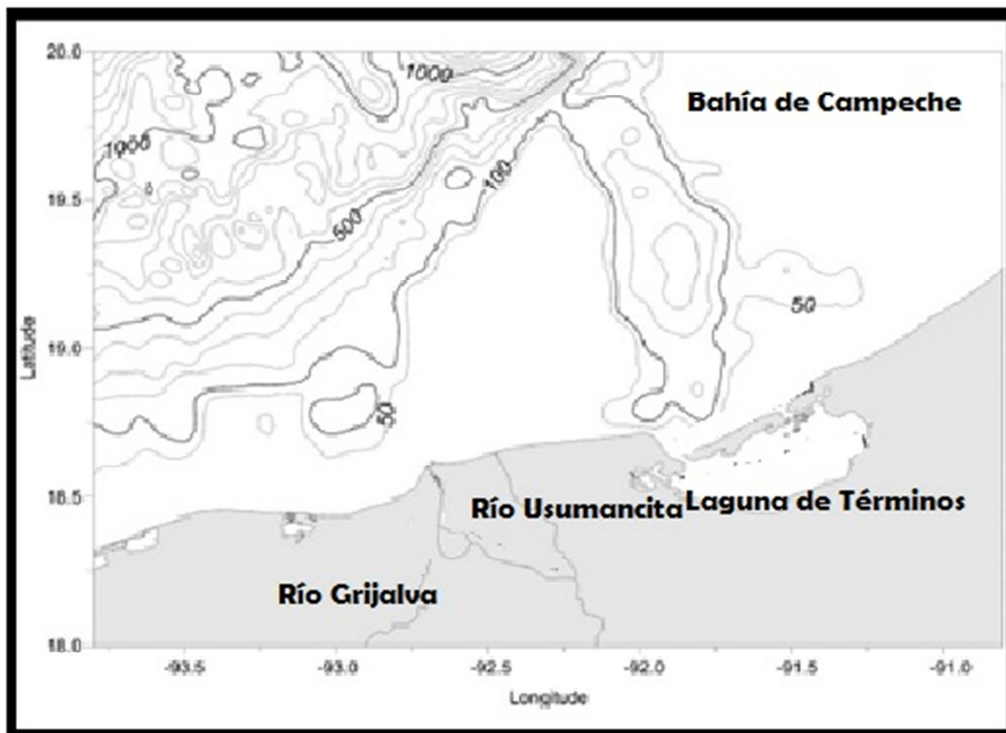 20.0
1000
Bahía de Campeche
1000
19.5
100
500
50
19.0
50
Latitude
18.5
Río Usumancita
Laguna de Términos
Río Grijalva
18.0
-93.5
-93.0
-92.5
-92.0
-91.5
-91.0
Longitude